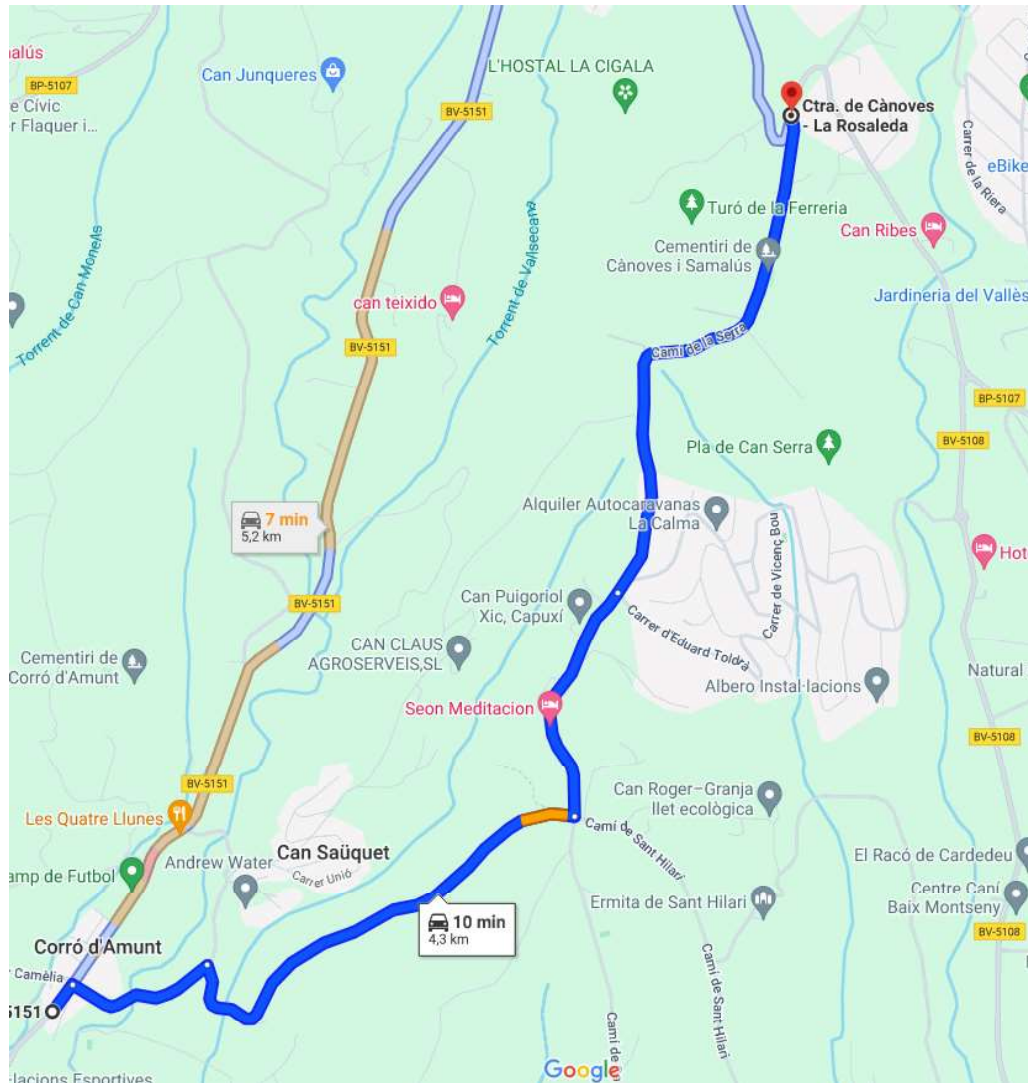 nalús
BP-5107
e Cívic
r Flaquer i...
Can Junqueres
BV-5151
L'HOSTAL LA CIGALA
Ctra. de Cànoves
- La Rosaleda
Carrer de la Riera
eBike
Turó de la Ferreria
Can Ribes
Cementiri de
Cànoves i Samalús
Jardineria del Vallès
Torrent de Can Monells
Torrent de Vallsecana
can teixido
BV-5151
Camí de la Serra
BP-5107
BV-5108
Pla de Can Serra
Alquiler Autocaravanas
La Calma
7 min
5,2 km
Carrer de Vicenç Bou
Hot
BV-5151
Can Puigoriol
Xic, Capuxí
Carrer d'Eduard Toldrà
CAN CLAUS
AGROSERVEIS,SL
Cementiri de
Corró d'Amunt
Natural
Albero Instal·lacions
Seon Meditacion
BV-5108
BV-5151
Can Roger–Granja
llet ecològica
Les Quatre Llunes
Camí de Sant Hilari
Can Saüquet
Andrew Water
Carrer Unió
El Racó de Cardedeu
amp de Futbol
Ermita de Sant Hilari
Centre Caní
Baix Montseny
10 min
4,3 km
BV-5108
Corró d'Amunt
r Camèlia
Camí de Sant Hilari
5151
Camí de
Google
·lacions Esportives